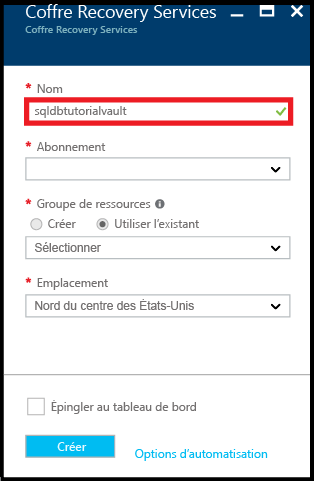 Coffre Recovery Services
Coffre Recovery Services
* Nom
sqldbtutorialvault
* Abonnement
* Groupe de ressources
Créer Utiliser l'existant
Sélectionner
* Emplacement
Nord du centre des États-Unis
Épingler au tableau de bord
Créer
Options d'automatisation